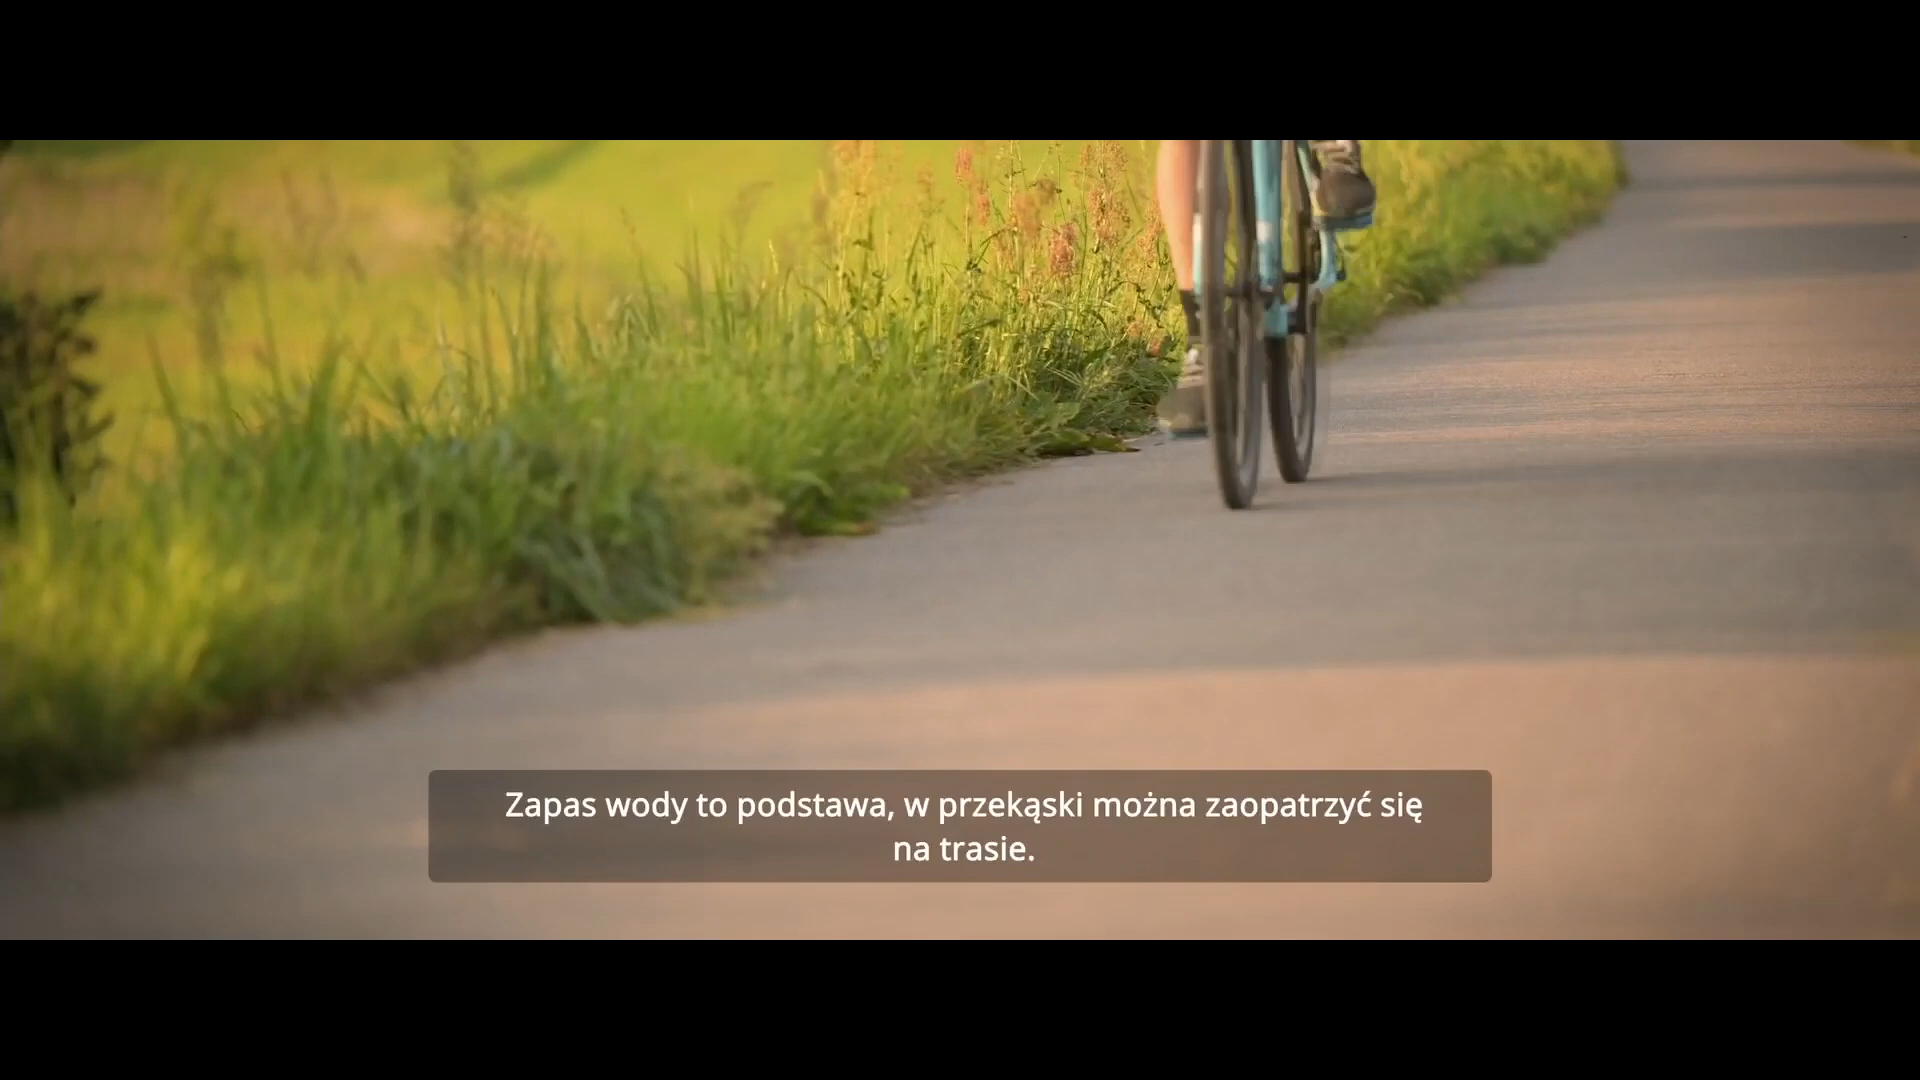 Zapas wody to podstawa, w przekąski można zaopatrzyć się
na trasie.